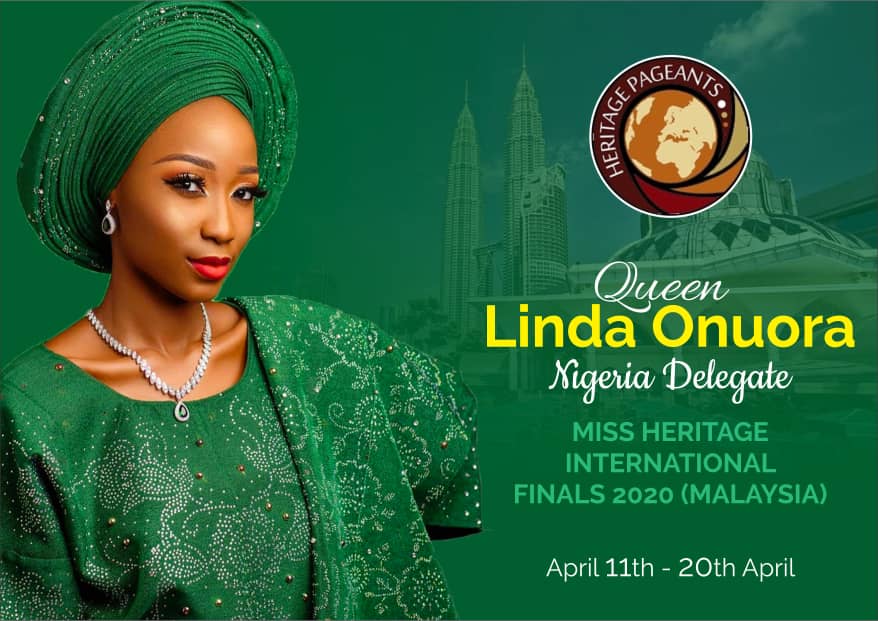 HERITAGE PAGEANTS
Queen
Linda Onuora
Nigeria Delegate
MISS HERITAGE
INTERNATIONAL
FINALS 2020 (MALAYSIA)
April 11th - 20th April